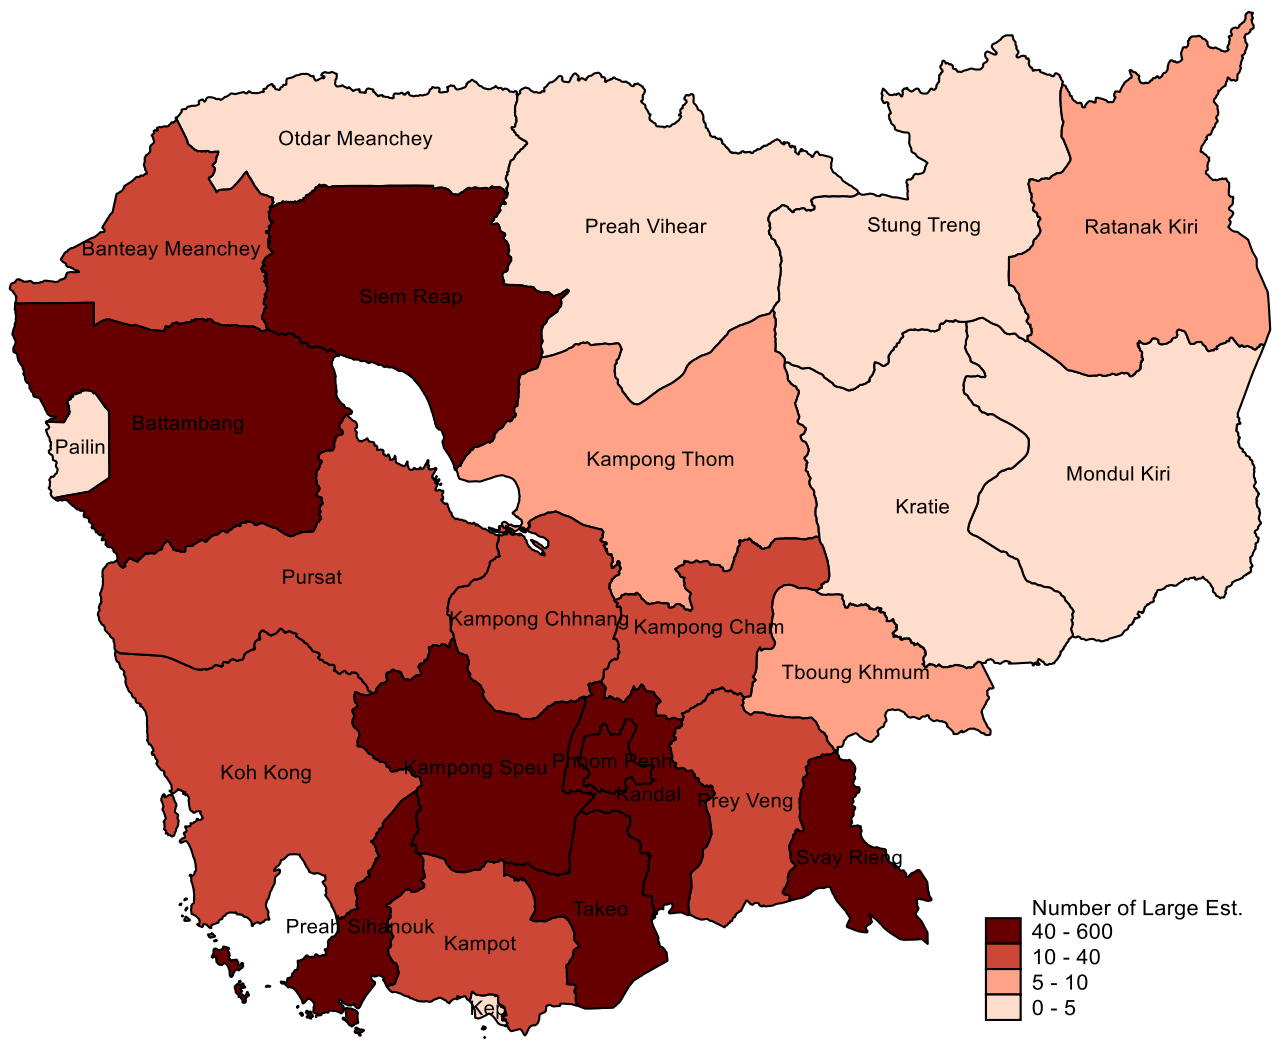 Otdar Meanchey
Preah Vihear
Stung Treng
Ratanak Kiri
Banteay Meanchey
Siem Reap
Battambang
Pailin
Kampong Thom
Mondul Kiri
Kratie
Pursat
Kampong Chhnang
Kampong Cham
Tboung Khmum
Koh Kong
Kampong Speu
Phnom Penh
Kandal
Prey Veng
Svay Rieng
Takeo
Preah Sihanouk
Kampot
Kep
Number of Large Est.
40 - 600
10 - 40
5 - 10
0 - 5